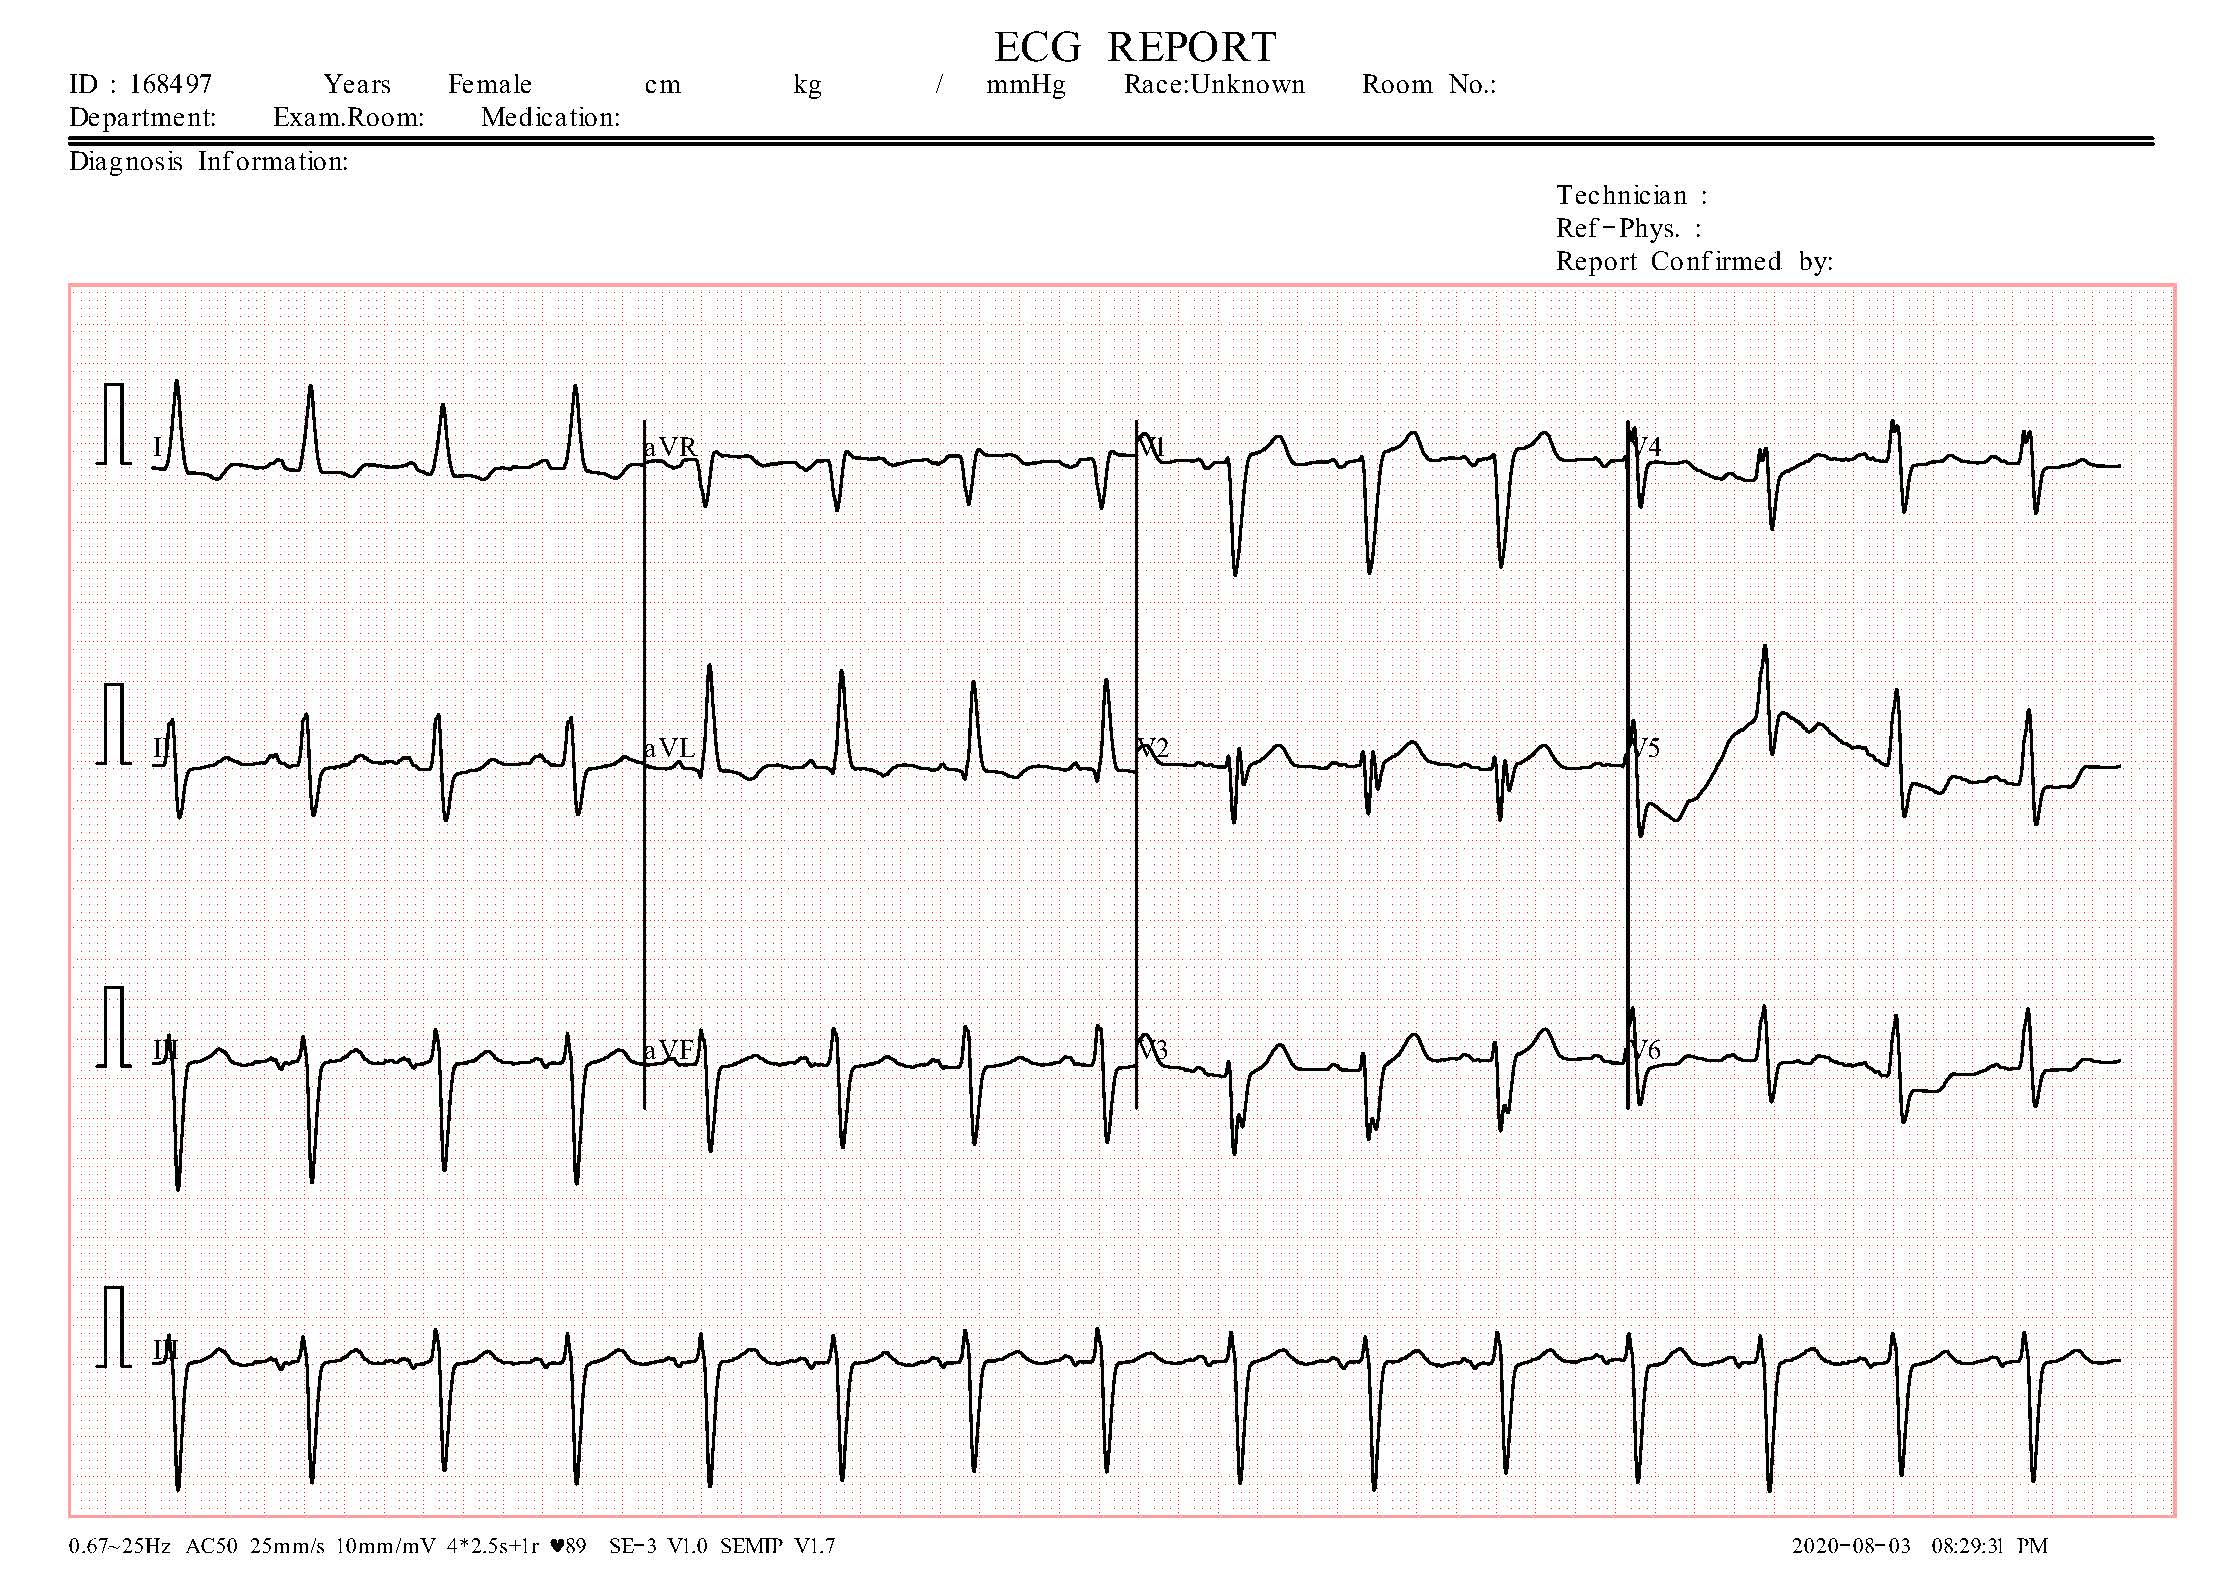 ECG REPORT
ID : 168497 Years Female cm kg / mmHg Race:Unknown Room No.:
Department: Exam.Room: Medication:
Diagnosis Information:
Technician :
Ref-Phys. :
Report Confirmed by:
I aVR V1 V4
II aVL V2 V5
III aVF V3 V6
III
0.67~25Hz AC50 25mm/s 10mm/mV 4*2.5s+1r ♥89 SE-3 V1.0 SEMIP V1.7 2020-08-03 08:29:31 PM